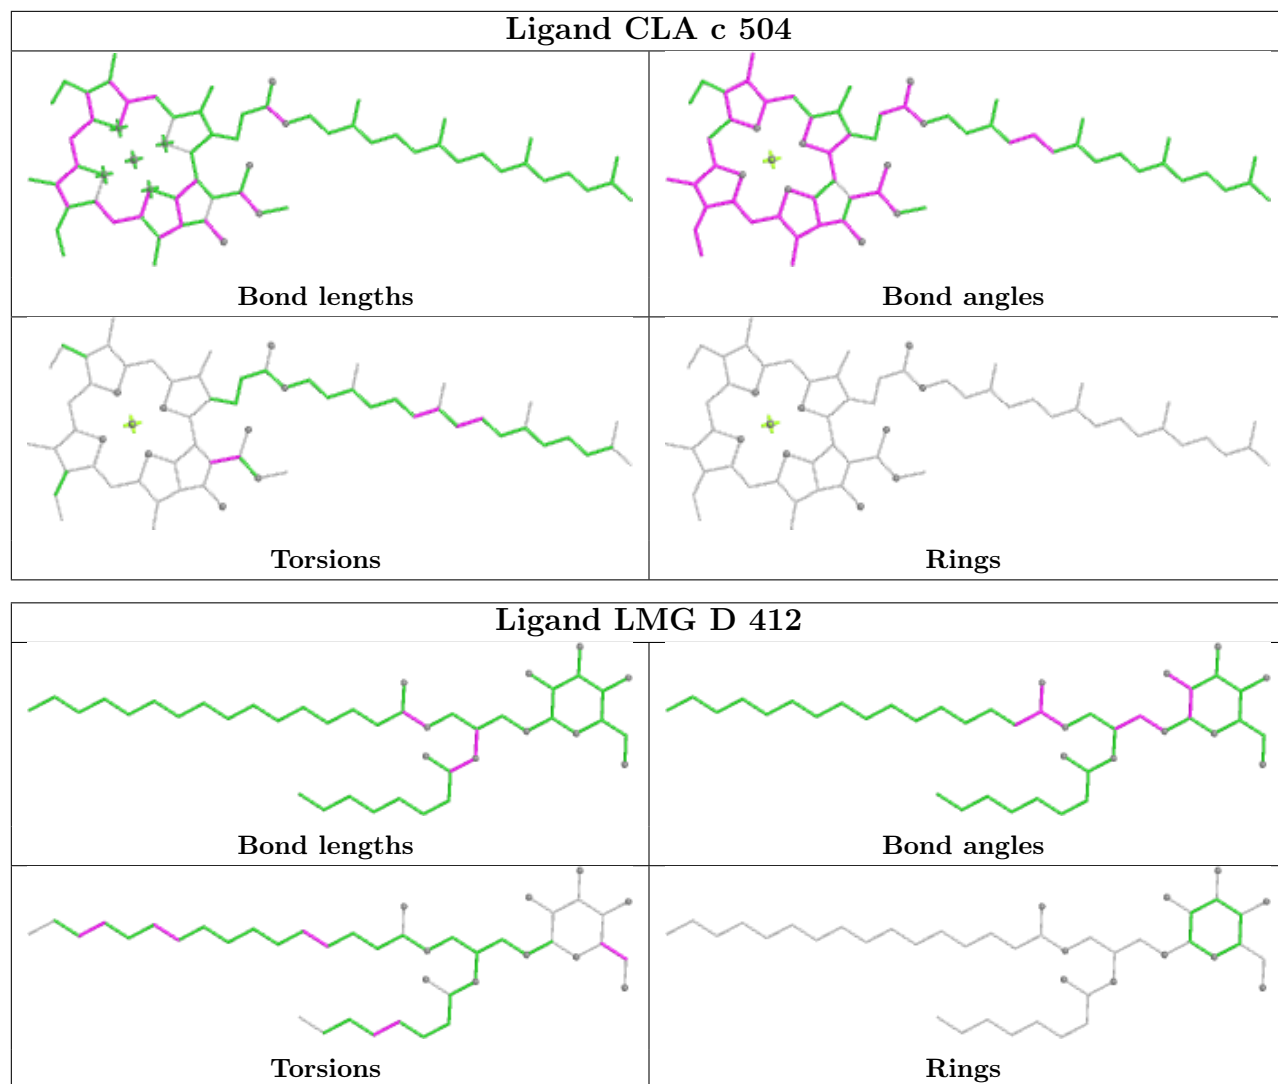 Ligand CLA c 504
Bond lengths
Bond angles
Torsions
Rings
Ligand LMG D 412
Bond lengths
Bond angles
Torsions
Rings